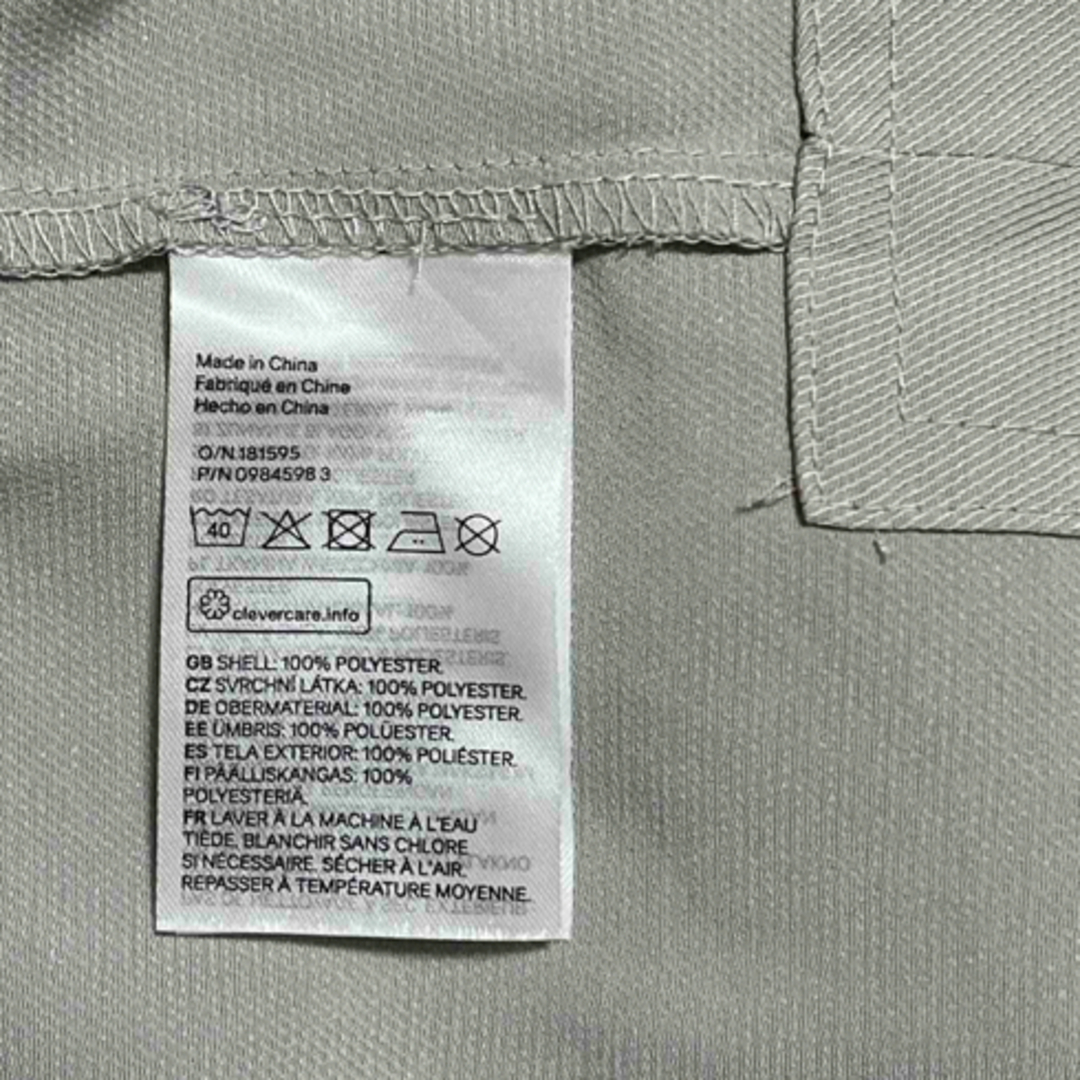 Made in China
Fabriqué en Chine
Hecho en China
O/N 181595
P/N 0984598 3
40
clevercare.info
GB SHELL: 100% POLYESTER.
CZ SVRCHNÍ LÁTKA: 100% POLYESTER.
DE OBERMATERIAL: 100% POLYESTER.
EE ÜMBRIS: 100% POLÜESTER.
ES TELA EXTERIOR: 100% POLIÉSTER.
FI PÄÄLLISKANGAS: 100%
POLYESTERIÄ.
FR LAVER À LA MACHINE À L'EAU
TIÈDE. BLANCHIR SANS CHLORE
SI NÉCESSAIRE. SÉCHER À L'AIR.
REPASSER À TEMPÉRATURE MOYENNE.